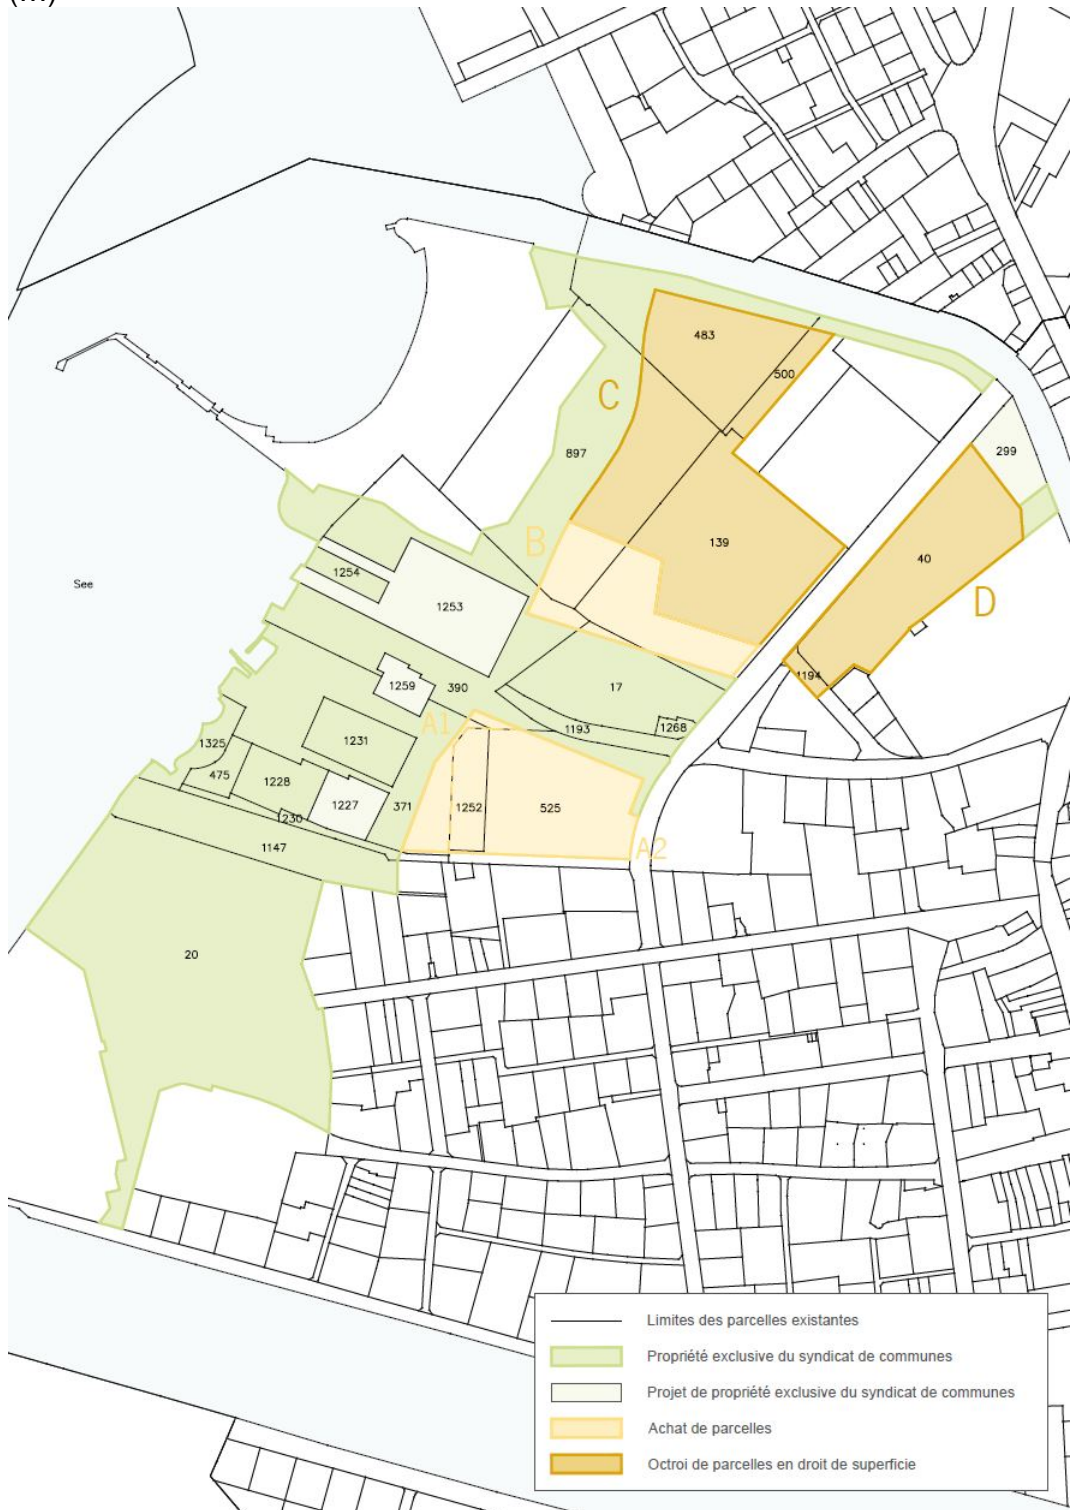 483
500
C
299
897
B
139
40
1254
1253
See
D
1194
1259
390
17
A1
1193
1268
1325
1231
475
1228
1227
371
1252
525
1230
1147
A2
20
Limites des parcelles existantes
Propriété exclusive du syndicat de communes
Projet de propriété exclusive du syndicat de communes
Achat de parcelles
Octroi de parcelles en droit de superficie